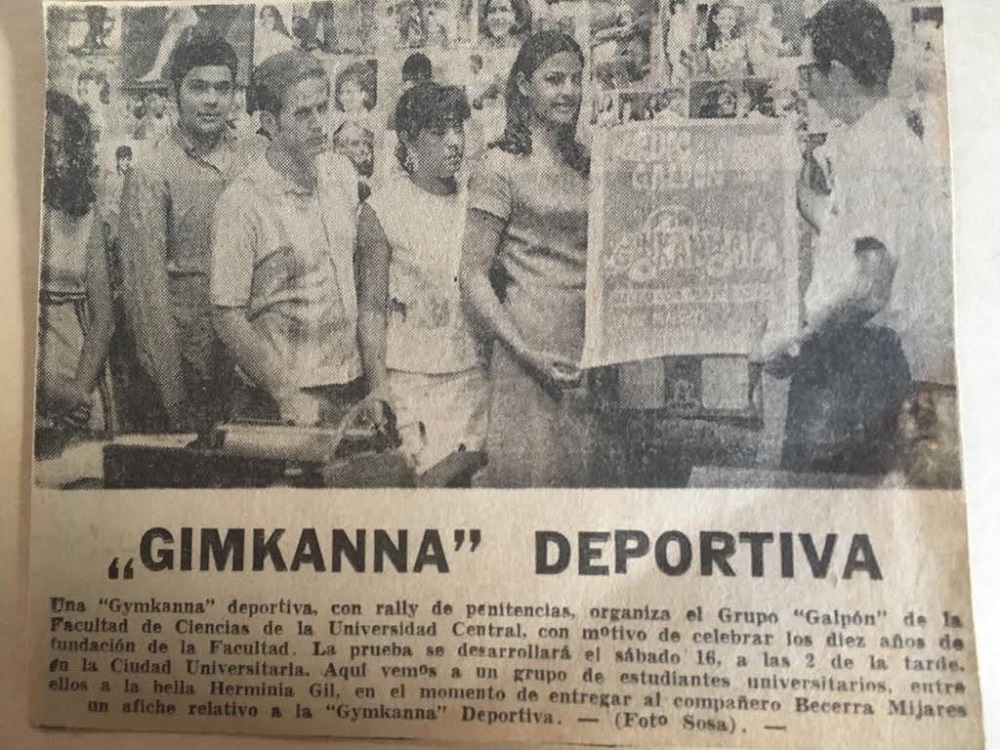 GALPÓN
GYMKANNA
„GIMKANNA” DEPORTIVA
Una “Gymkanna” deportiva, con rally de penitencias, organiza el Grupo “Galpón” de la
Facultad de Ciencias de la Universidad Central, con motivo de celebrar los diez años de
fundación de la Facultad. La prueba se desarrollará el sábado 16, a las 2 de la tarde,
en la Ciudad Universitaria. Aquí vemos a un grupo de estudiantes universitarios, entre
ellos a la bella Herminia Gil, en el momento de entregar al compañero Becerra Mijares
un afiche relativo a la “Gymkanna” Deportiva. — (Foto Sosa). —